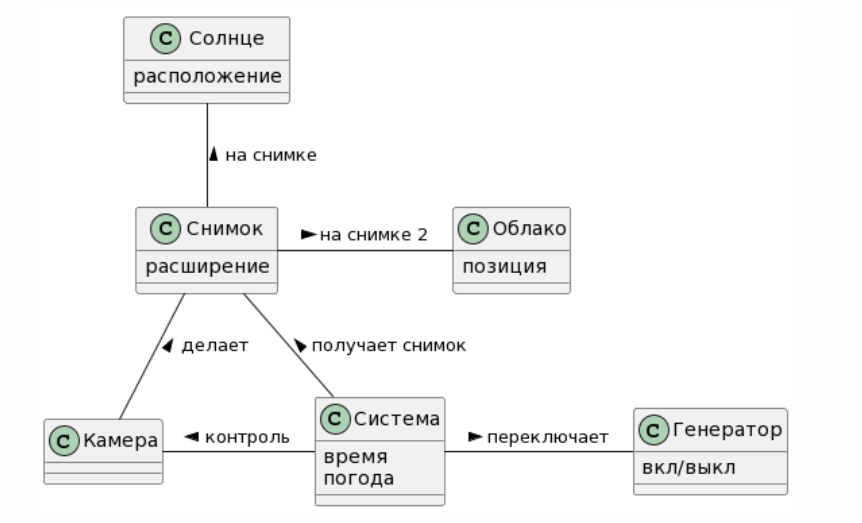 C Солнце
расположение
на снимке
C Снимок
расширение
на снимке 2
C Облако
позиция
делает
получает снимок
C Камера
контроль
C Система
время
погода
переключает
C Генератор
вкл/выкл